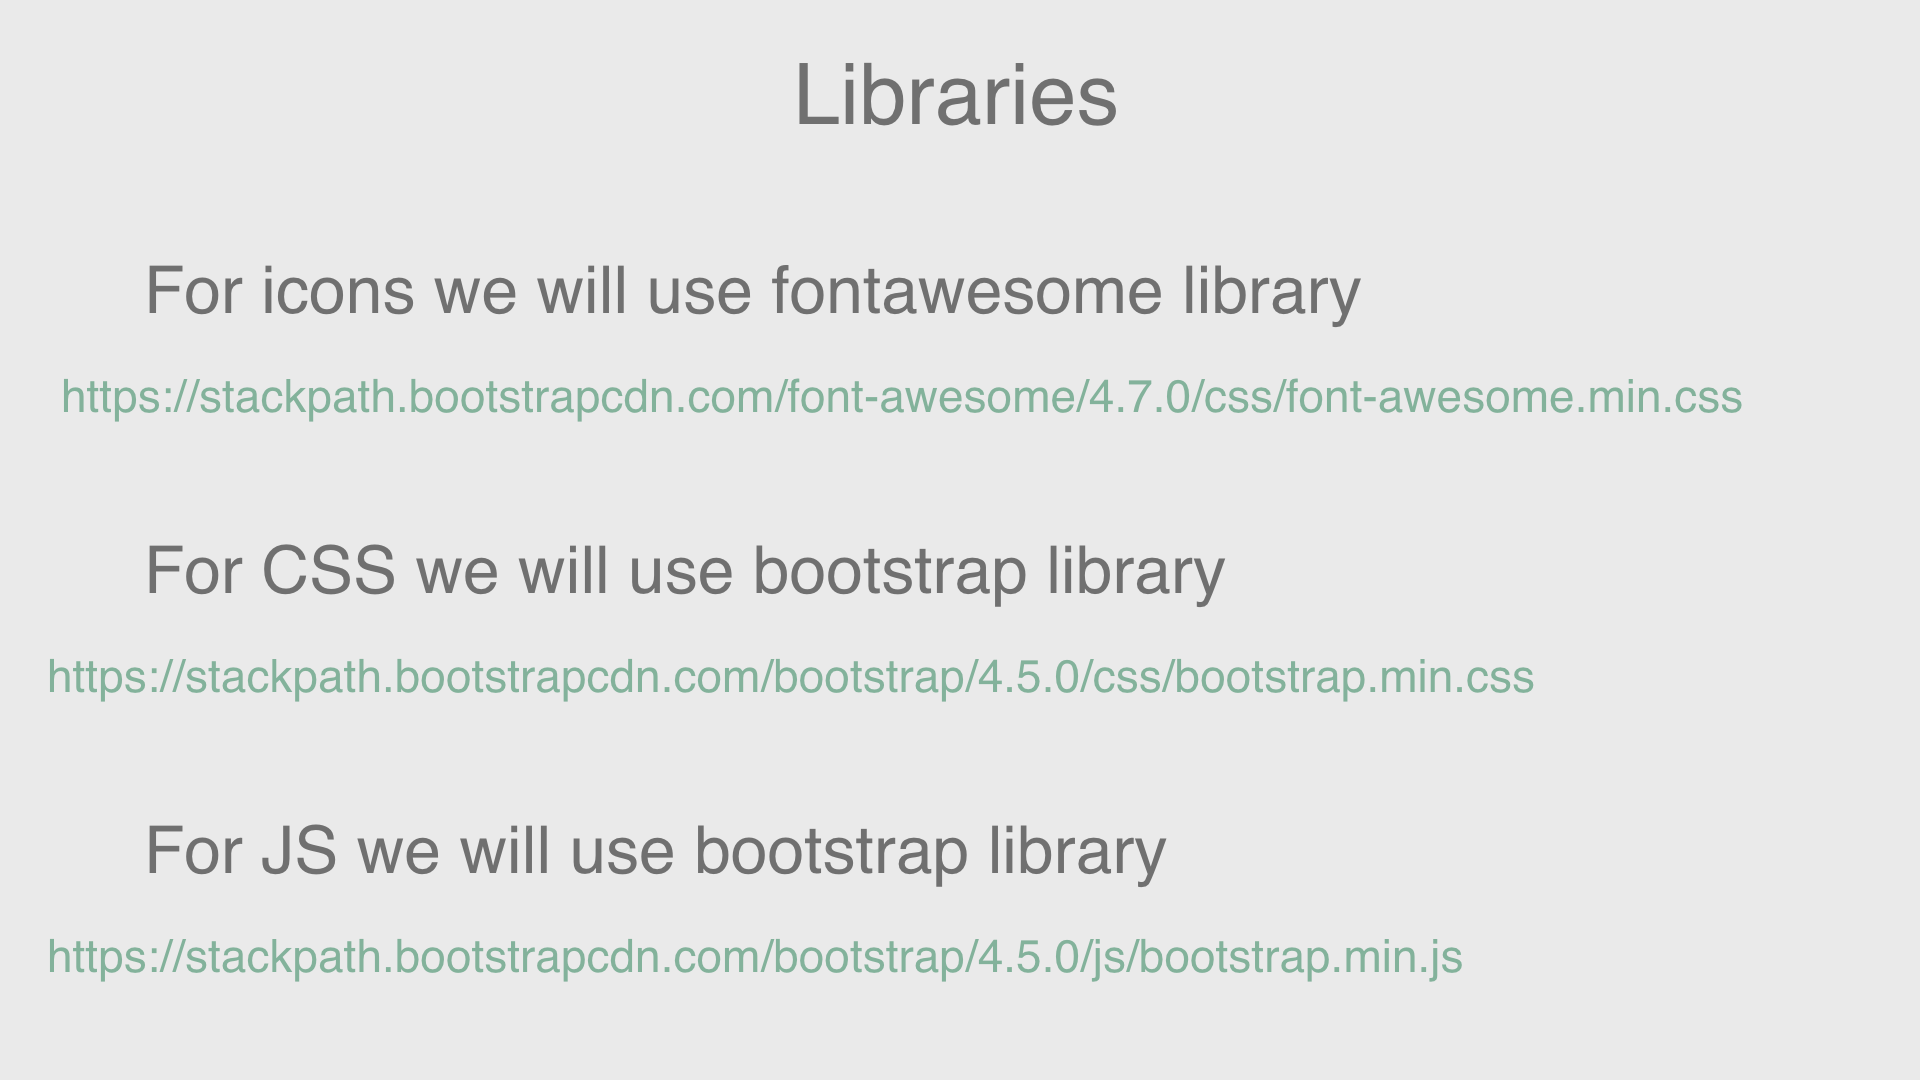 Libraries
For icons we will use fontawesome library
https://stackpath.bootstrapcdn.com/font-awesome/4.7.0/css/font-awesome.min.css
For CSS we will use bootstrap library
https://stackpath.bootstrapcdn.com/bootstrap/4.5.0/css/bootstrap.min.css
For JS we will use bootstrap library
https://stackpath.bootstrapcdn.com/bootstrap/4.5.0/js/bootstrap.min.js